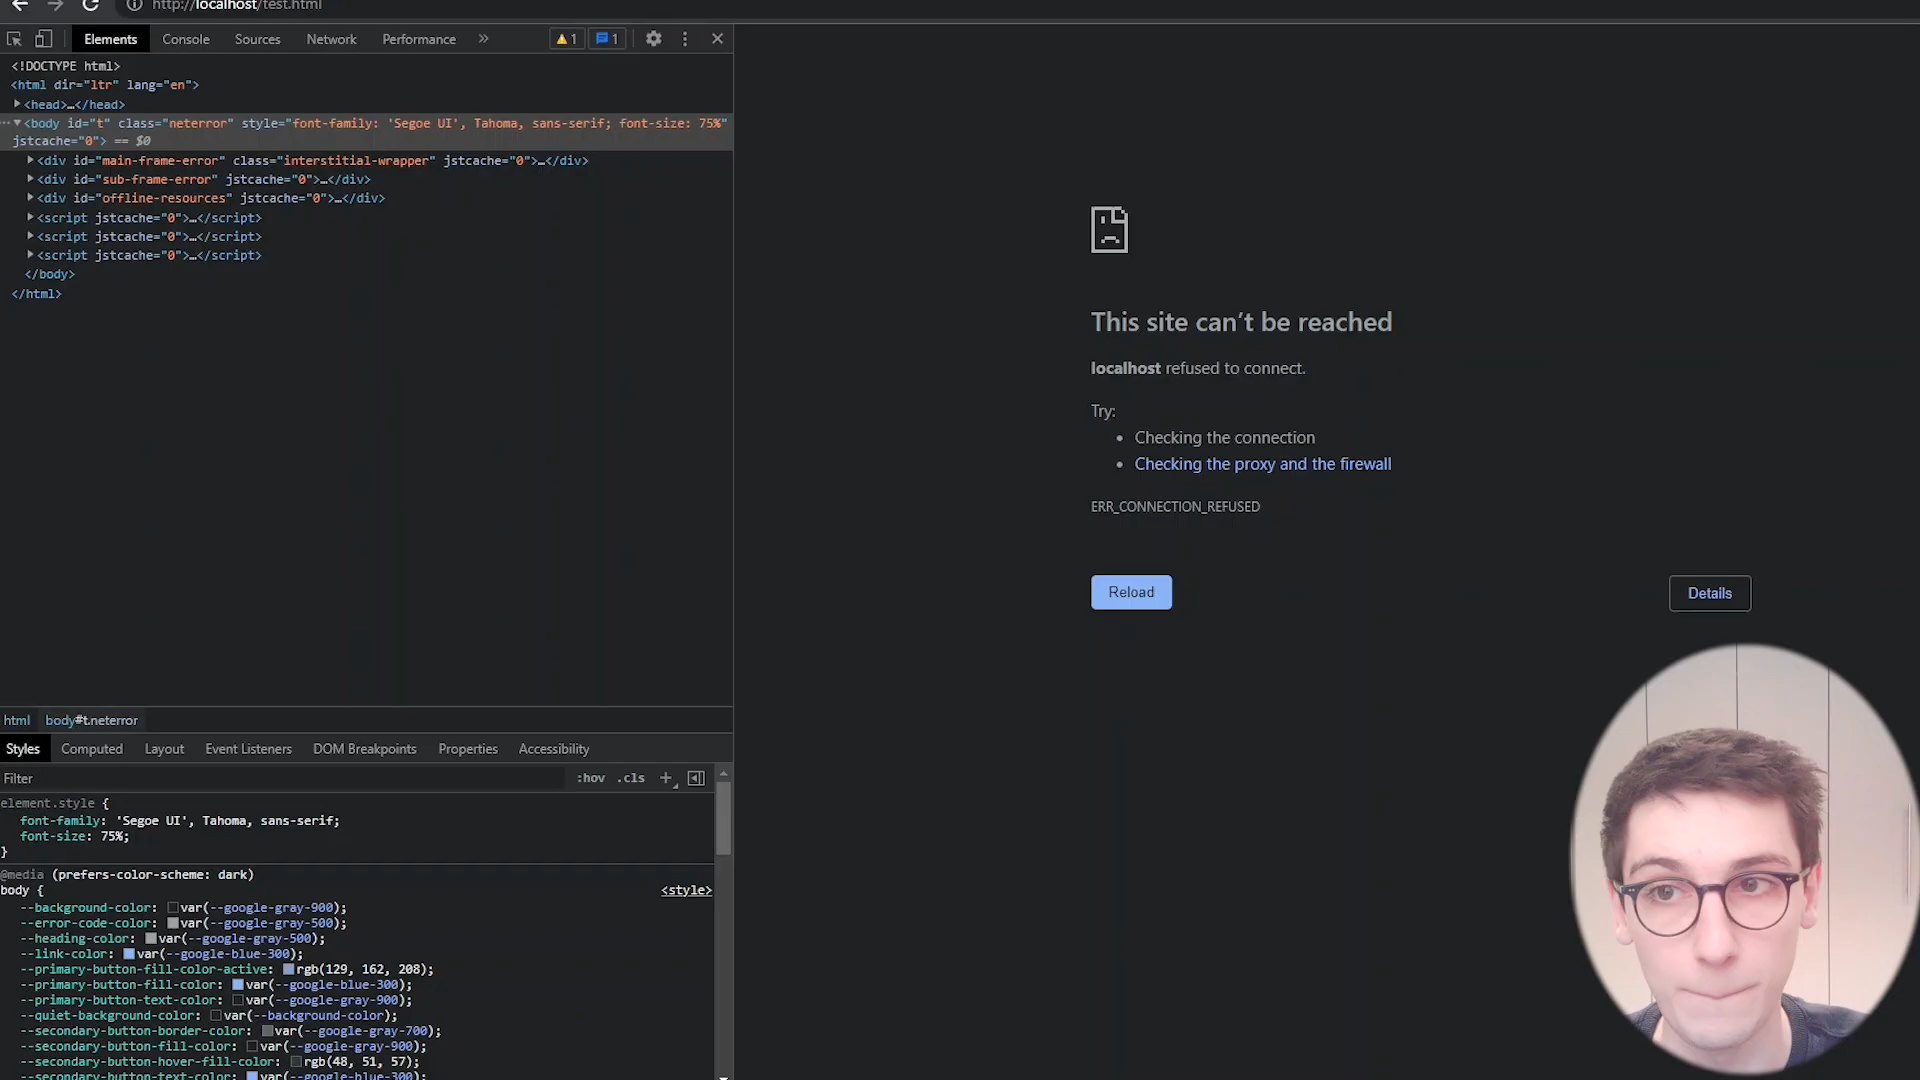 http://localhost/test.html
Elements Console Sources Network Performance » 1 1
<!DOCTYPE html>
<html dir="ltr" lang="en">
<head>…</head>
<body id="t" class="neterror" style="font-family: 'Segoe UI', Tahoma, sans-serif; font-size: 75%"
jstcache="0"> == $0
<div id="main-frame-error" class="interstitial-wrapper" jstcache="0">…</div>
<div id="sub-frame-error" jstcache="0">…</div>
<div id="offline-resources" jstcache="0">…</div>
<script jstcache="0">…</script>
<script jstcache="0">…</script>
<script jstcache="0">…</script>
</body>
</html>
html body#t.neterror
Styles Computed Layout Event Listeners DOM Breakpoints Properties Accessibility
Filter :hov .cls +
element.style {
font-family: 'Segoe UI', Tahoma, sans-serif;
font-size: 75%;
}
@media (prefers-color-scheme: dark)
body { <style>
--background-color: var(--google-gray-900);
--error-code-color: var(--google-gray-500);
--heading-color: var(--google-gray-500);
--link-color: var(--google-blue-300);
--primary-button-fill-color-active: rgb(129, 162, 208);
--primary-button-fill-color: var(--google-blue-300);
--primary-button-text-color: var(--google-gray-900);
--quiet-background-color: var(--background-color);
--secondary-button-border-color: var(--google-gray-700);
--secondary-button-fill-color: var(--google-gray-900);
--secondary-button-hover-fill-color: rgb(48, 51, 57);
--secondary-button-text-color: var(--google-blue-300);
This site can’t be reached
localhost refused to connect.
Try:
• Checking the connection
• Checking the proxy and the firewall
ERR_CONNECTION_REFUSED
Reload
Details